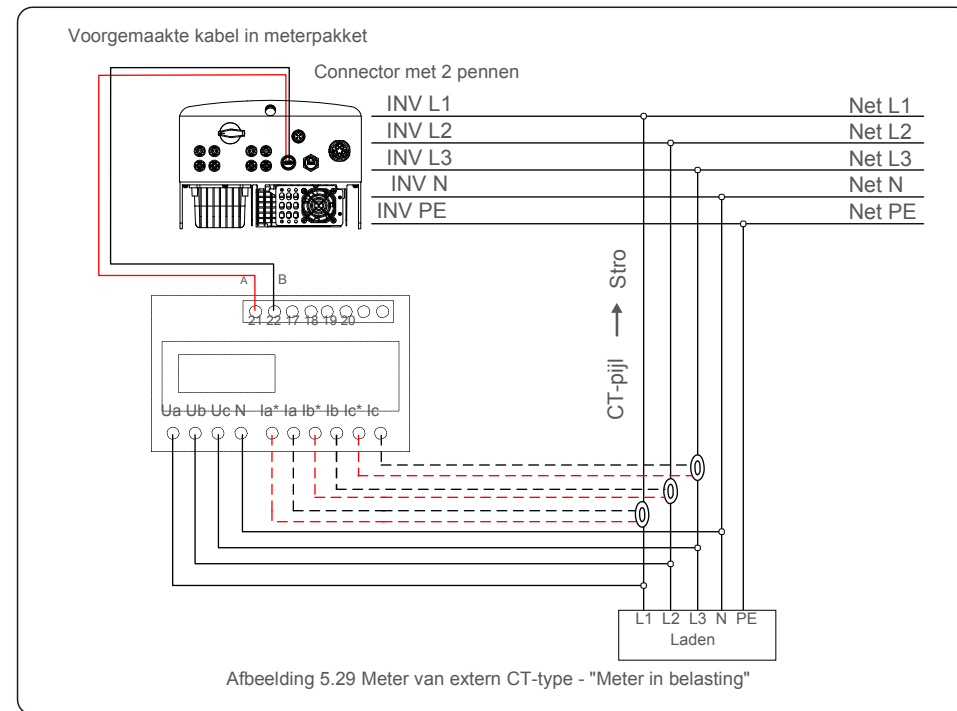 Voorgemaakte kabel in meterpakket
Connector met 2 pennen
INV L1 Net L1
INV L2 Net L2
INV L3 Net L3
INV N Net N
INV PE Net PE
A B
CT-pijl → Stro
21 22 17 18 19 20
Ua Ub Uc N Ia* Ia Ib* Ib Ic* Ic
L1 L2 L3 N PE
Laden
Afbeelding 5.29 Meter van extern CT-type - "Meter in belasting"